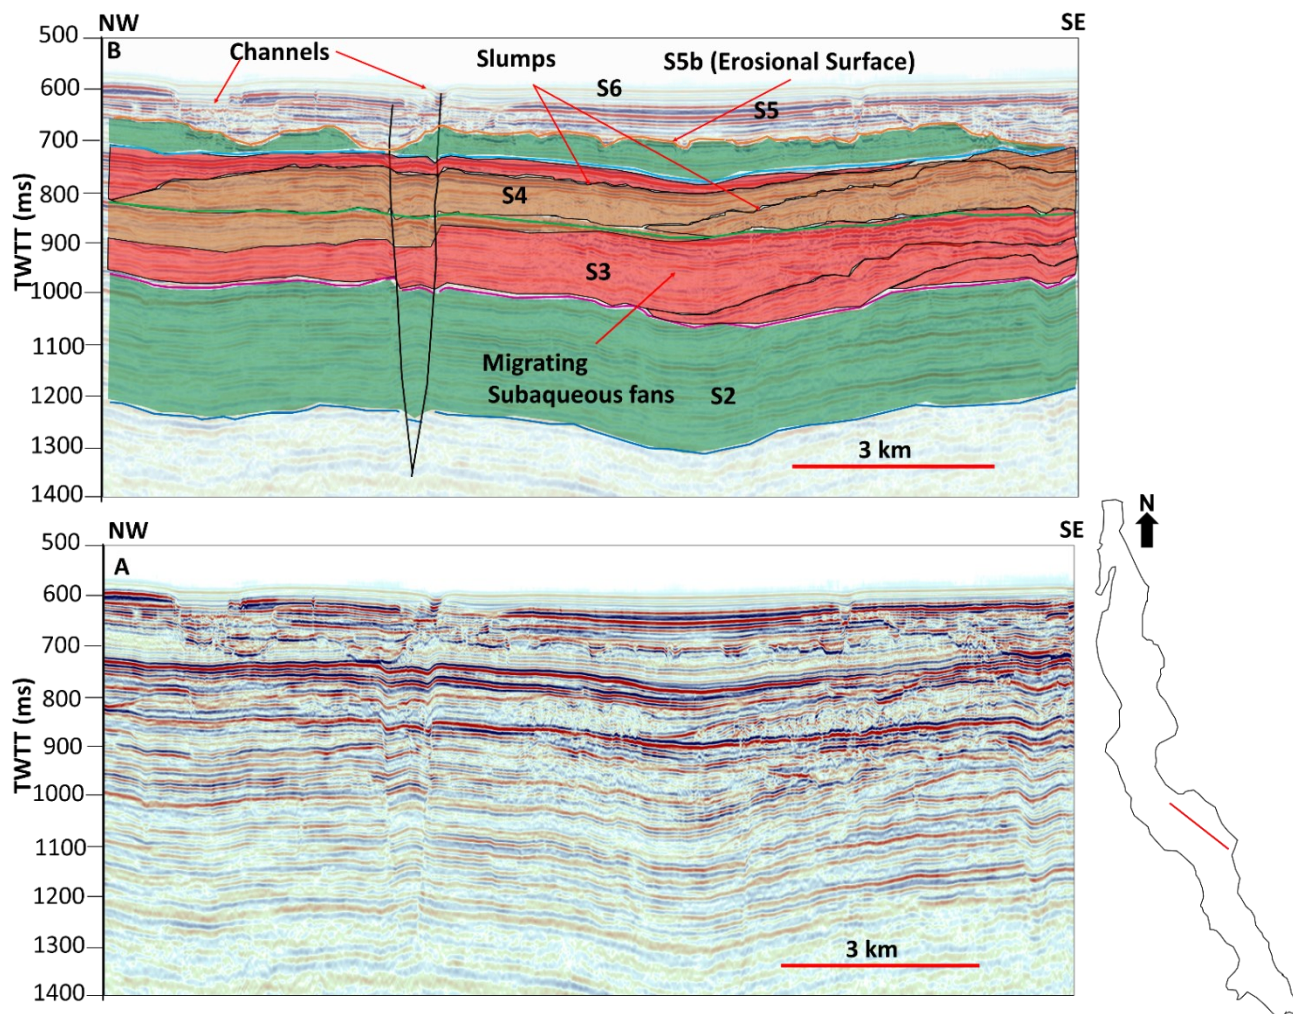 NW
SE
500
B
Channels
Slumps
S5b (Erosional Surface)
600
S6
S5
700
800
S4
TWTT (ms)
900
S3
1000
1100
Migrating
Subaqueous fans
S2
1200
1300
3 km
1400
NW
SE
N
500
A
600
700
TWTT (ms)
800
900
1000
1100
1200
1300
3 km
1400